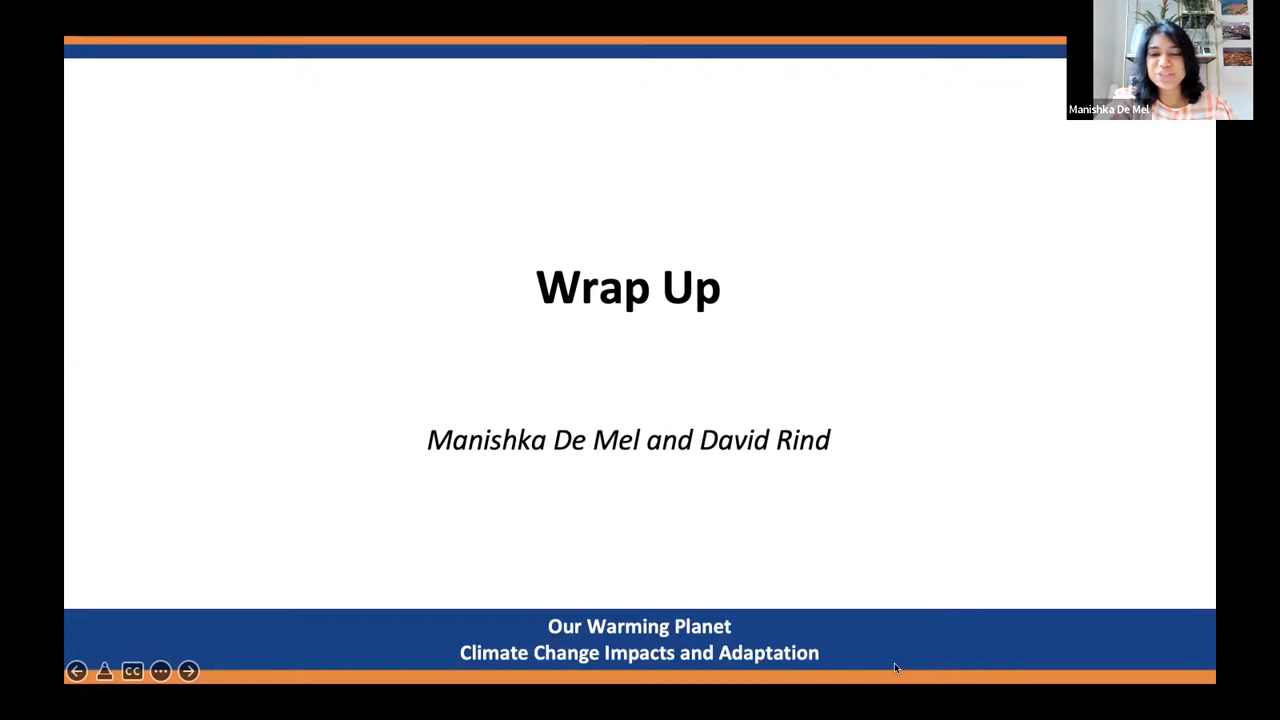 Manishka De Mel
Wrap Up
Manishka De Mel and David Rind
Our Warming Planet
Climate Change Impacts and Adaptation
CC